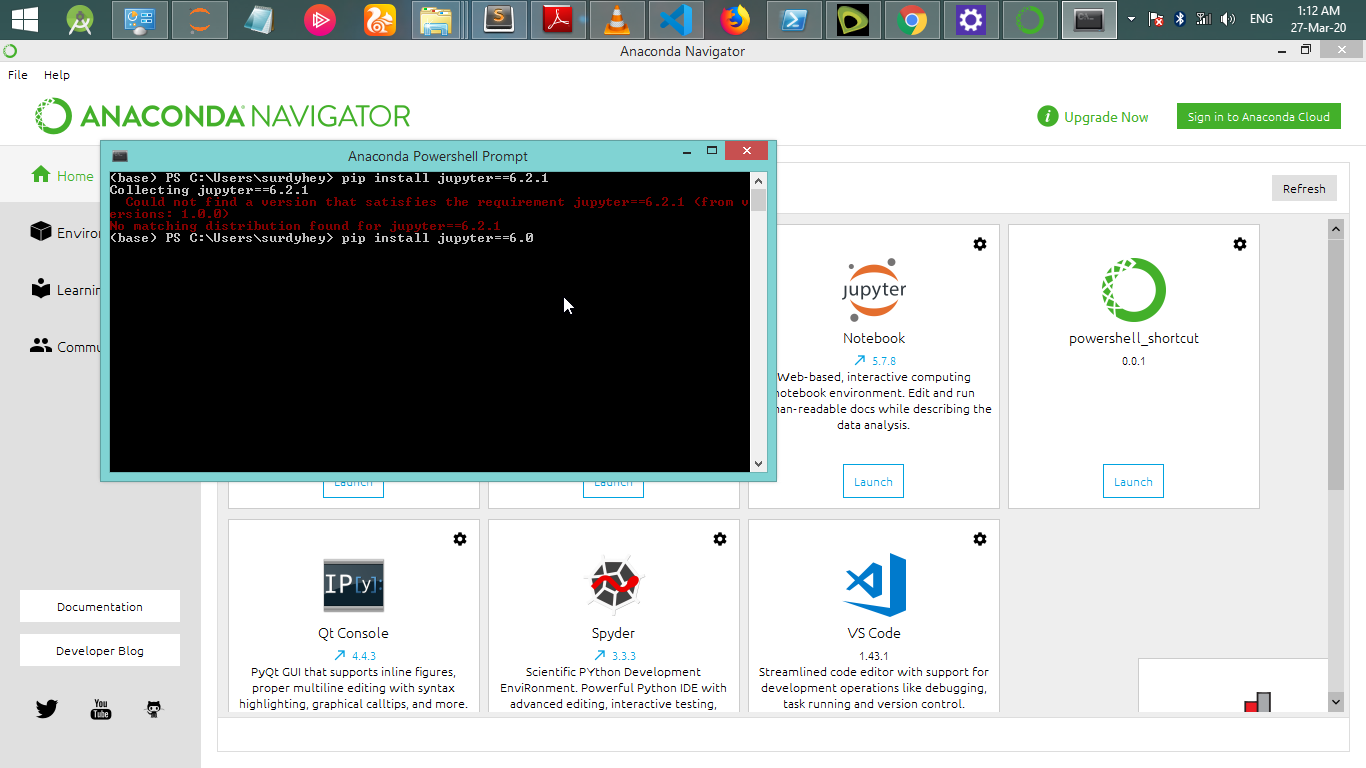 ENG
1:12 AM
27-Mar-20
Anaconda Navigator
File Help
ANACONDA NAVIGATOR
Upgrade Now
Sign in to Anaconda Cloud
Home
Environ
Learnin
Commu
Documentation
Developer Blog
You
Tube
Anaconda Powershell Prompt
(base) PS C:\Users\surdyhey> pip install jupyter==6.2.1
Collecting jupyter==6.2.1
Could not find a version that satisfies the requirement jupyter==6.2.1 (from v
ersions: 1.0.0)
No matching distribution found for jupyter==6.2.1
(base) PS C:\Users\surdyhey> pip install jupyter==6.0
Refresh
Launch
Launch
jupyter
Notebook
5.7.8
Web-based, interactive computing
notebook environment. Edit and run
man-readable docs while describing the
data analysis.
Launch
powershell_shortcut
0.0.1
Launch
IP[y]:
Qt Console
4.4.3
PyQt GUI that supports inline figures,
proper multiline editing with syntax
highlighting, graphical calltips, and more.
Spyder
3.3.3
Scientific PYthon Development
EnviRonment. Powerful Python IDE with
advanced editing, interactive testing,
VS Code
1.43.1
Streamlined code editor with support for
development operations like debugging,
task running and version control.